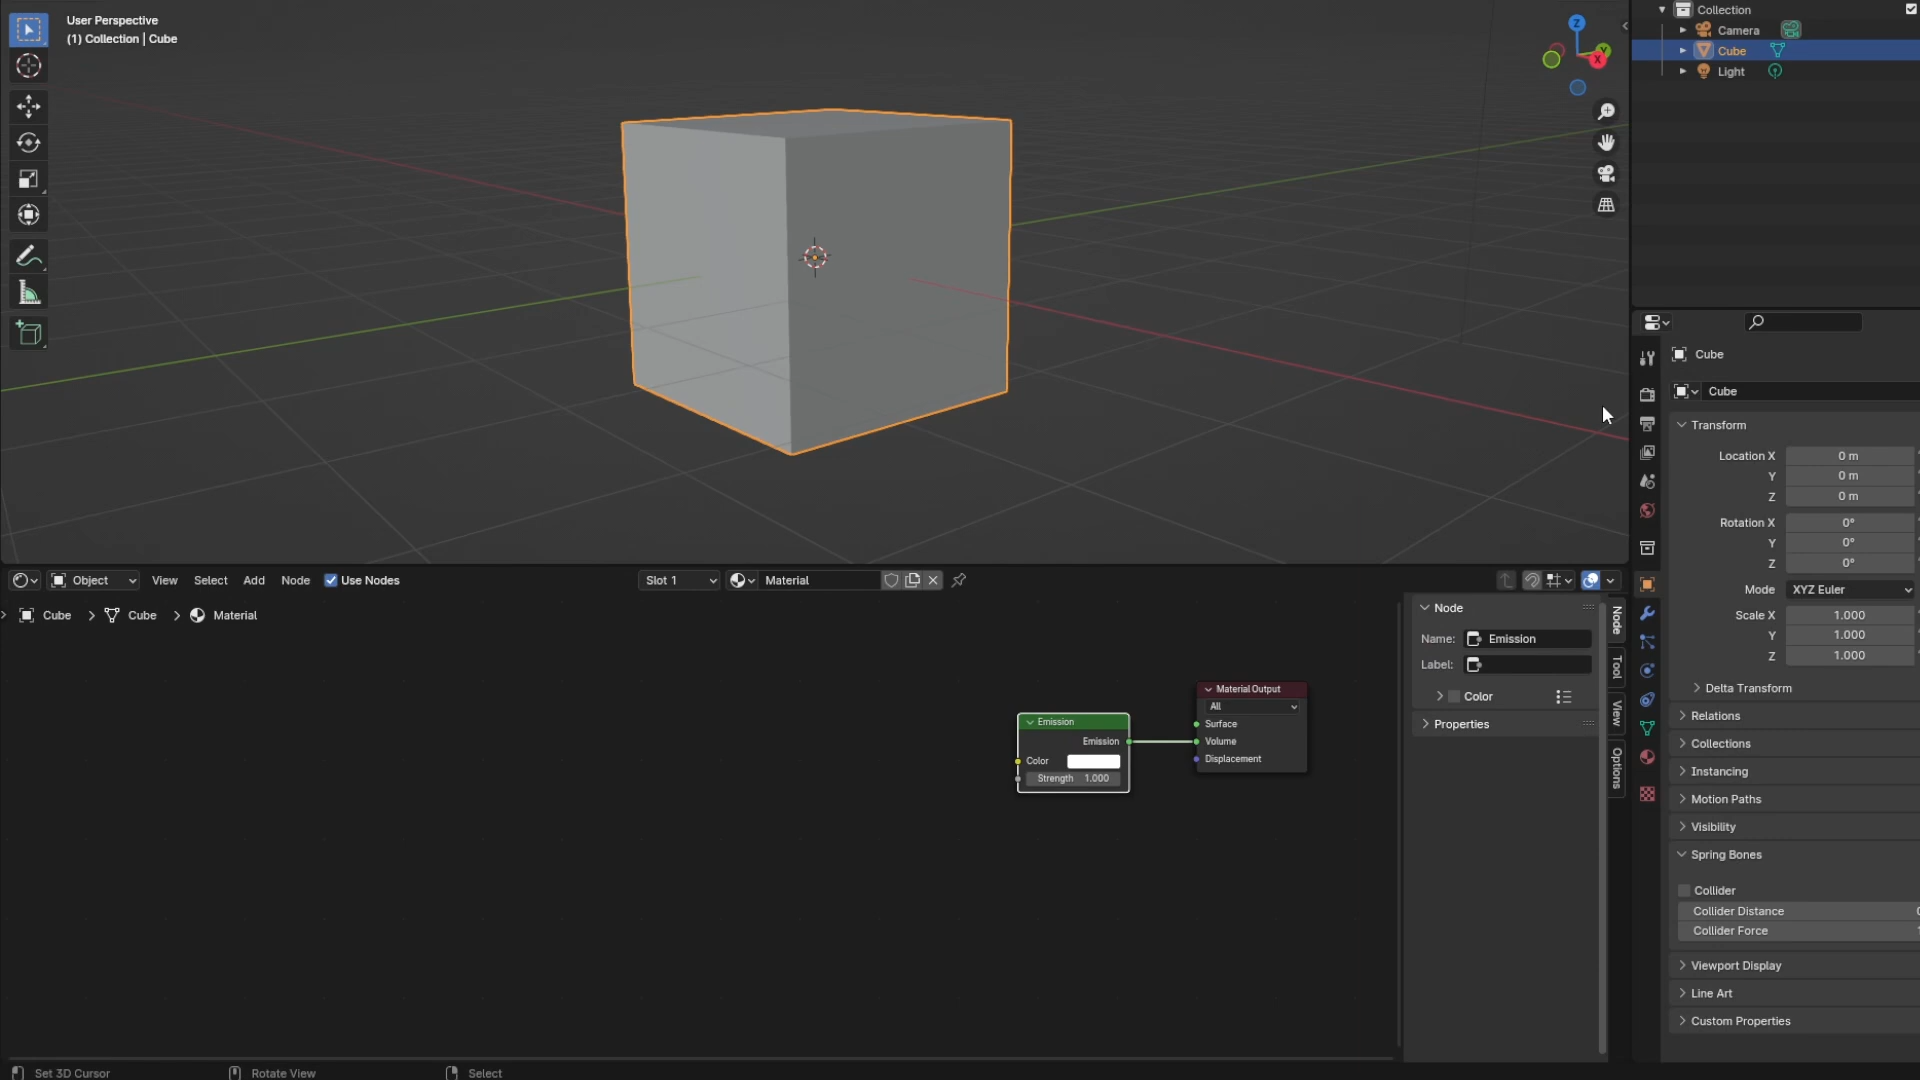 User Perspective
(1) Collection | Cube
Z
Y
X
Collection
Camera
Cube
Light
Cube
Cube
Transform
Location X 0 m
Y 0 m
Z 0 m
Rotation X 0°
Y 0°
Z 0°
Mode XYZ Euler
Scale X 1.000
Y 1.000
Z 1.000
Delta Transform
Relations
Collections
Instancing
Motion Paths
Visibility
Spring Bones
Collider
Collider Distance
Collider Force
Viewport Display
Line Art
Custom Properties
Object View Select Add Node Use Nodes Slot 1 Material
Cube Cube Material
Emission
Emission
Color
Strength 1.000
Material Output
All
Surface
Volume
Displacement
Node
Name: Emission
Label:
Color
Properties
Node
Tool
View
Options
Set 3D Cursor Rotate View Select